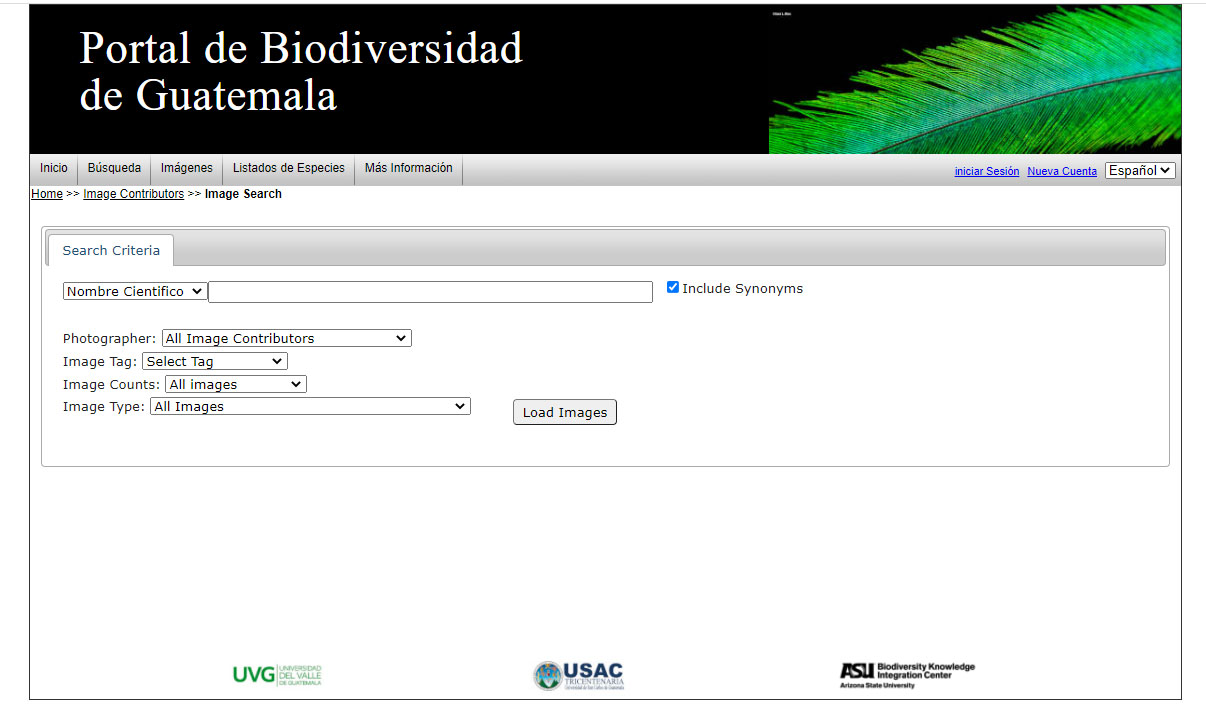 Portal de Biodiversidad
de Guatemala
Inicio Búsqueda Imágenes Listados de Especies Más Información iniciar Sesión Nueva Cuenta Español
Home >> Image Contributors >> Image Search
Search Criteria
Nombre Cientifico Include Synonyms
Photographer: All Image Contributors
Image Tag: Select Tag
Image Counts: All images
Image Type: All Images
Load Images
UVG UNIVERSIDAD DEL VALLE DE GUATEMALA
USAC TRICENTENARIA Universidad de San Carlos de Guatemala
ASU Biodiversity Knowledge Integration Center
Arizona State University